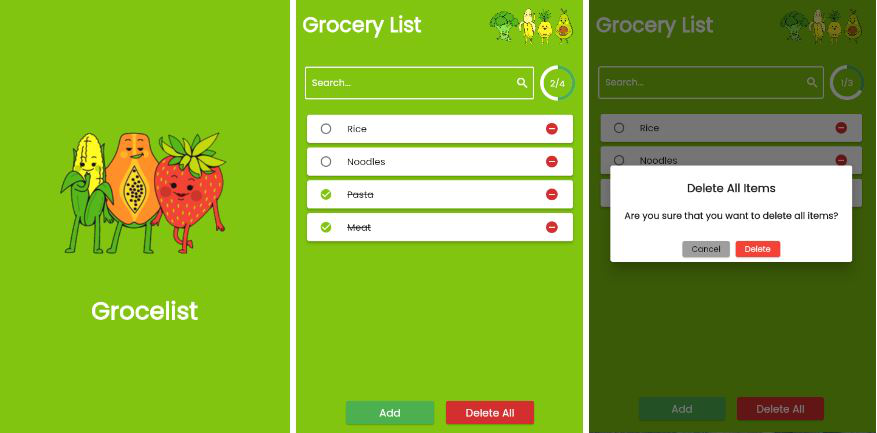 Grocelist
Grocery List
Search...
2/4
Rice
Noodles
Pasta
Meat
Add
Delete All
Grocery List
Search...
1/3
Rice
Noodles
Delete All Items
Are you sure that you want to delete all items?
Cancel
Delete
Add
Delete All